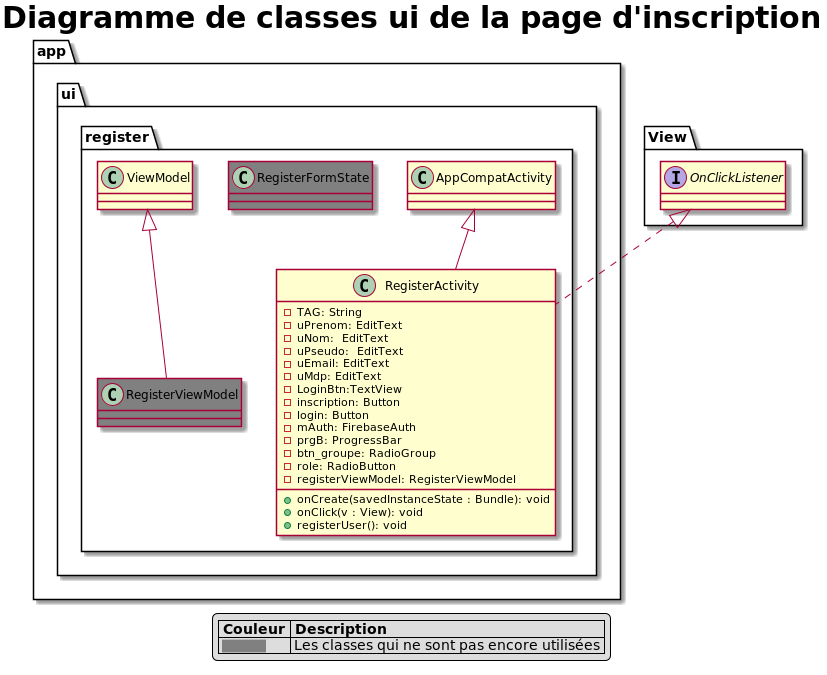 Diagramme de classes ui de la page d'inscription
app
ui
register
View
C ViewModel
C RegisterFormState
C AppCompatActivity
I OnClickListener
C RegisterActivity
TAG: String
uPrenom: EditText
uNom:  EditText
uPseudo:  EditText
uEmail: EditText
uMdp: EditText
LoginBtn:TextView
inscription: Button
login: Button
mAuth: FirebaseAuth
prgB: ProgressBar
btn_groupe: RadioGroup
role: RadioButton
registerViewModel: RegisterViewModel
onCreate(savedInstanceState : Bundle): void
onClick(v : View): void
registerUser(): void
C RegisterViewModel
Couleur Description
Les classes qui ne sont pas encore utilisées